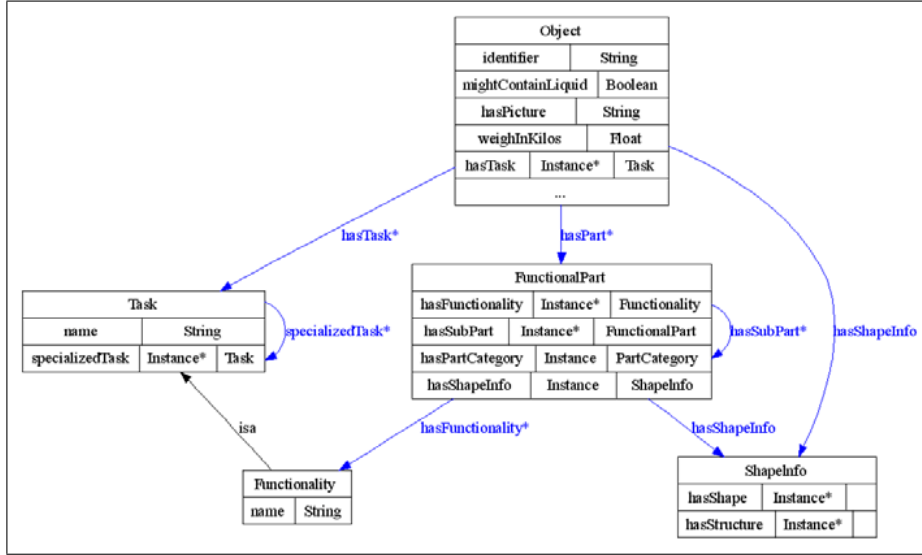 Object
identifier String
mightContainLiquid Boolean
hasPicture String
weighInKilos Float
hasTask Instance* Task
...
hasTask*
hasPart*
hasShapeInfo
Task
name String
specializedTask Instance* Task
specializedTask*
FunctionalPart
hasFunctionality Instance* Functionality
hasSubPart Instance* FunctionalPart
hasPartCategory Instance PartCategory
hasShapeInfo Instance ShapeInfo
hasSubPart*
isa
hasFunctionality*
hasShapeInfo
Functionality
name String
ShapeInfo
hasShape Instance*
hasStructure Instance*